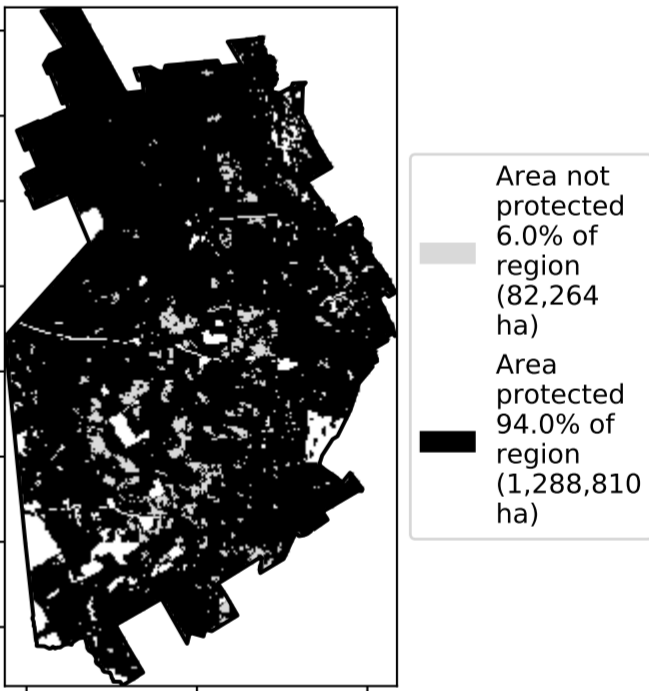 Area not
protected
6.0% of
region
(82,264
ha)
Area
protected
94.0% of
region
(1,288,810
ha)